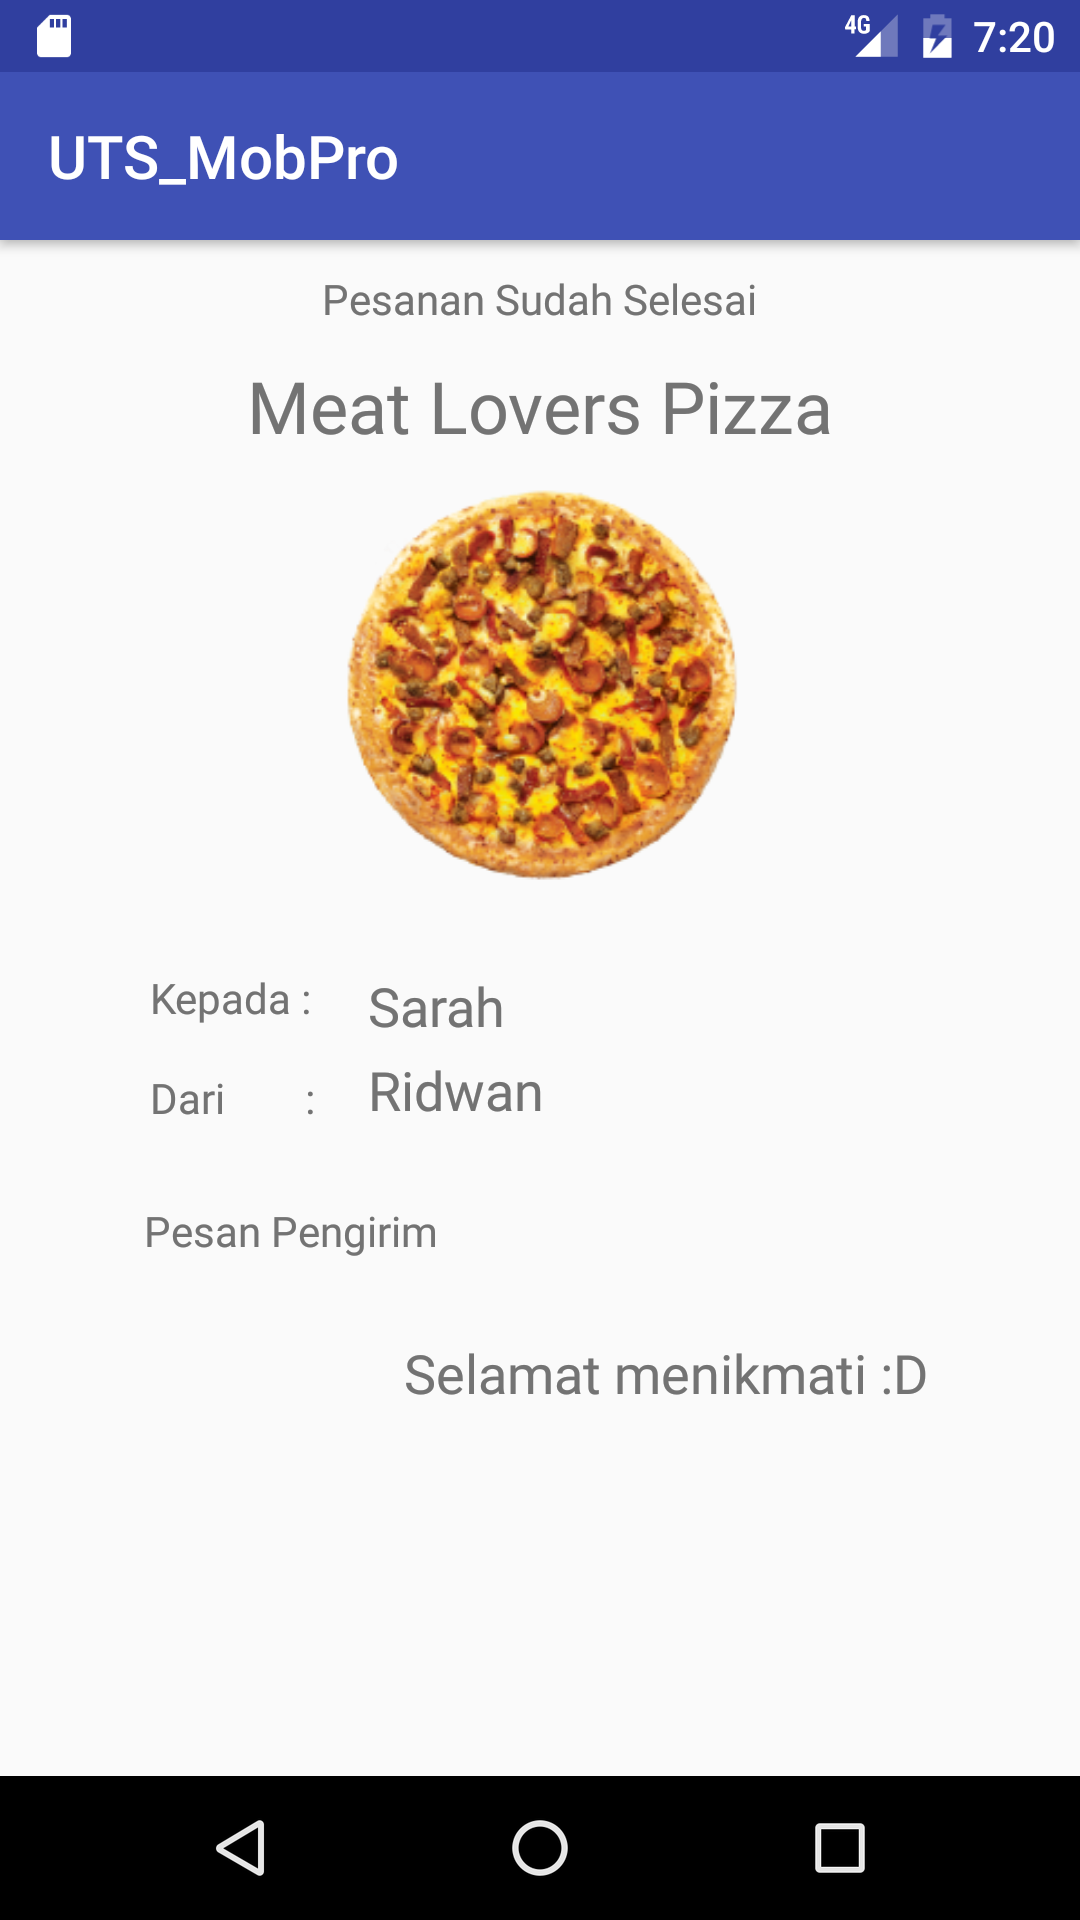 4G 7:20
UTS_MobPro
Pesanan Sudah Selesai
Meat Lovers Pizza
Kepada : Sarah
Dari : Ridwan
Pesan Pengirim
Selamat menikmati :D